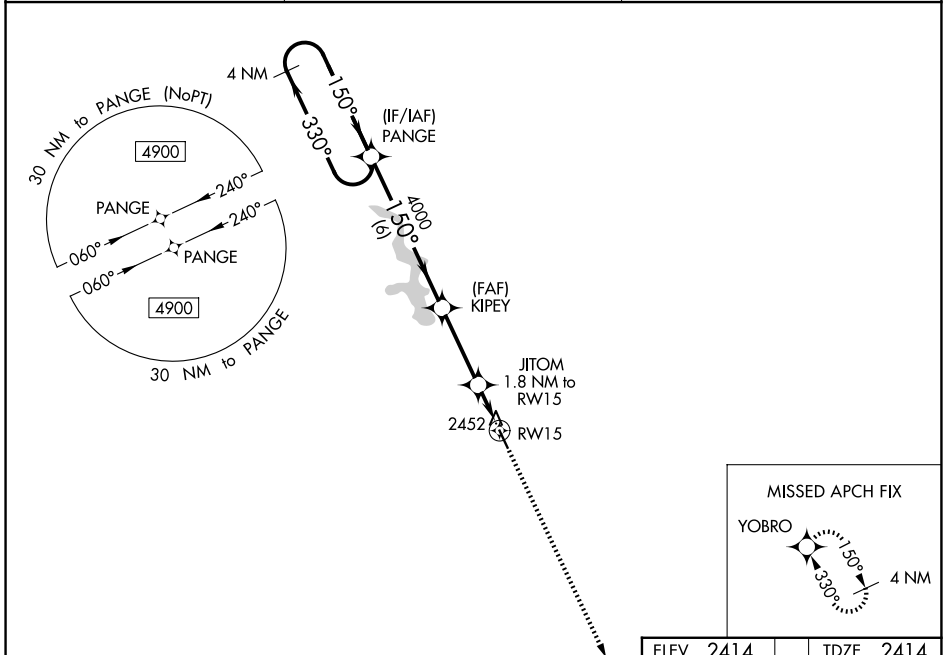 30 NM to PANGE (NoPT)
4900
240°
PANGE
060°
240°
PANGE
060°
4900
30 NM to PANGE
4 NM
150°
330°
(IF/IAF)
PANGE
4000
150°
(6)
(FAF)
KIPEY
JITOM
1.8 NM to
RW15
2452
RW15
MISSED APCH FIX
YOBRO
150°
330°
4 NM
ELEV 2414
TDZE 2414